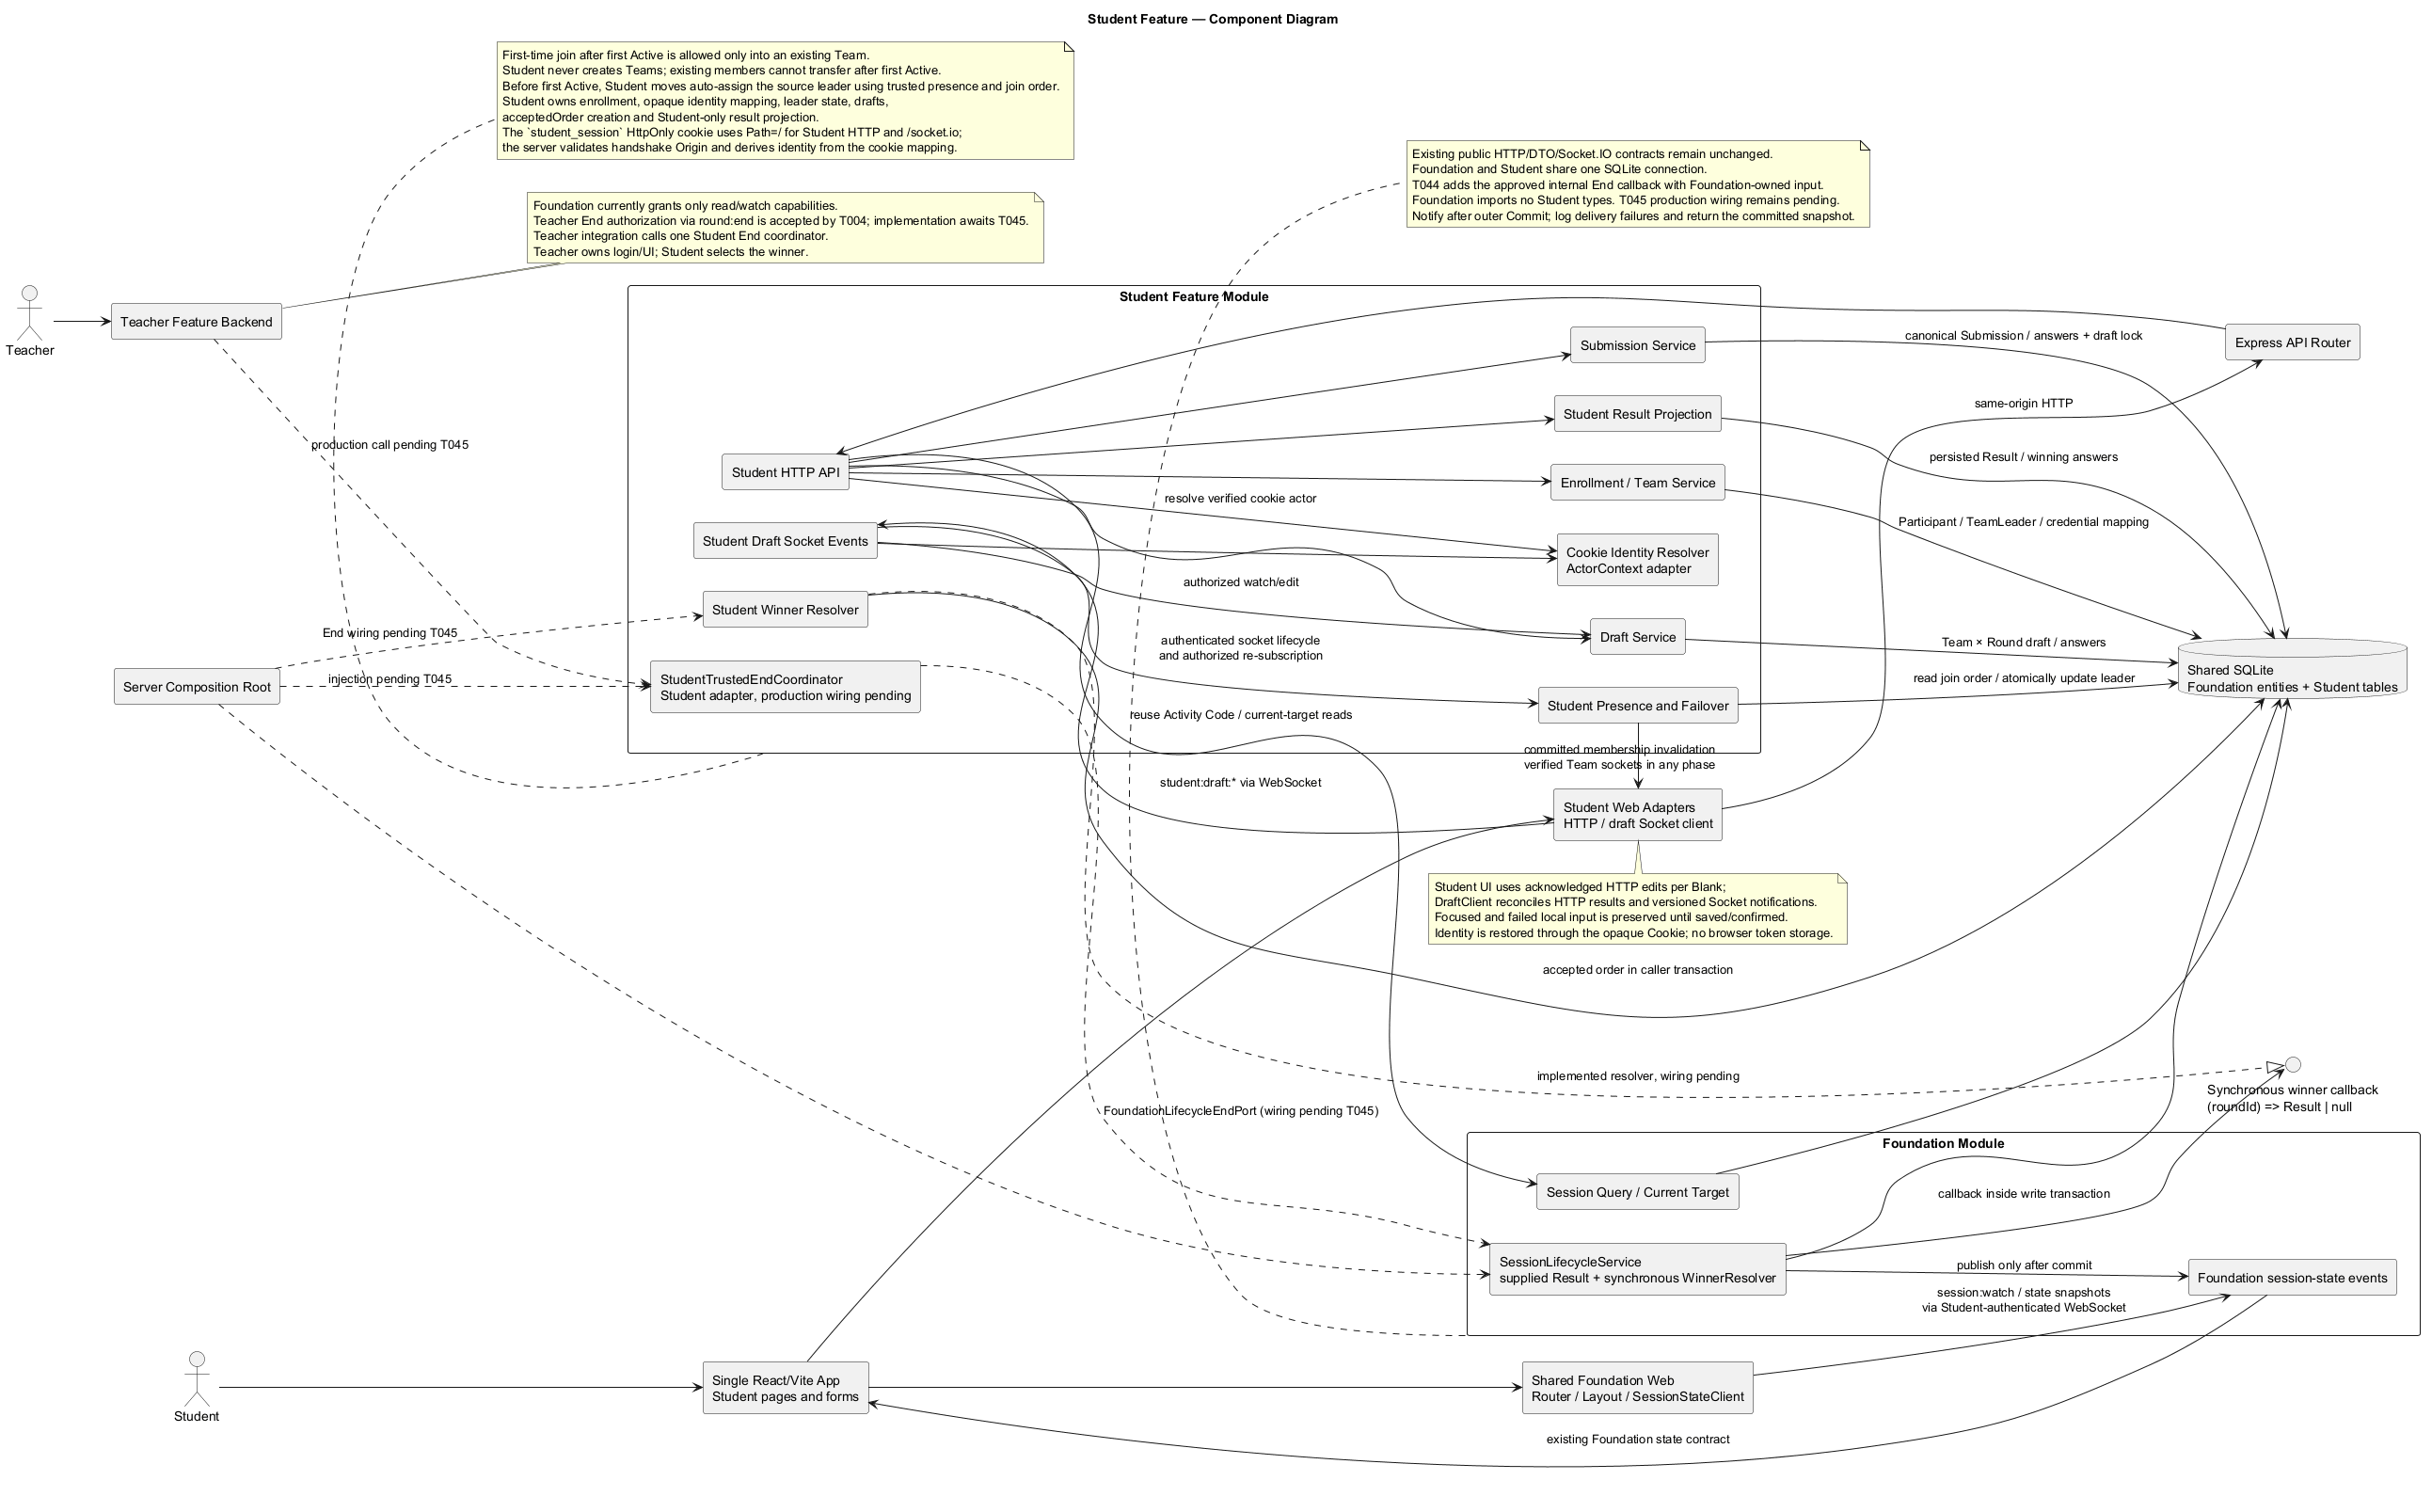 Student Feature — Component Diagram
First-time join after first Active is allowed only into an existing Team.
Student never creates Teams; existing members cannot transfer after first Active.
Before first Active, Student moves auto-assign the source leader using trusted presence and join order.
Student owns enrollment, opaque identity mapping, leader state, drafts,
acceptedOrder creation and Student-only result projection.
The `student_session` HttpOnly cookie uses Path=/ for Student HTTP and /socket.io;
the server validates handshake Origin and derives identity from the cookie mapping.
Existing public HTTP/DTO/Socket.IO contracts remain unchanged.
Foundation and Student share one SQLite connection.
T044 adds the approved internal End callback with Foundation-owned input.
Foundation imports no Student types. T045 production wiring remains pending.
Notify after outer Commit; log delivery failures and return the committed snapshot.
Foundation currently grants only read/watch capabilities.
Teacher End authorization via round:end is accepted by T004; implementation awaits T045.
Teacher integration calls one Student End coordinator.
Teacher owns login/UI; Student selects the winner.
Teacher
Teacher Feature Backend
Student Feature Module
Submission Service
canonical Submission / answers + draft lock
Express API Router
same-origin HTTP
Student Result Projection
production call pending T045
persisted Result / winning answers
Student HTTP API
Enrollment / Team Service
resolve verified cookie actor
Participant / TeamLeader / credential mapping
Student Draft Socket Events
Cookie Identity Resolver
ActorContext adapter
authorized watch/edit
Student Winner Resolver
End wiring pending T045
Draft Service
authenticated socket lifecycle
and authorized re-subscription
Team × Round draft / answers
Shared SQLite
Foundation entities + Student tables
Server Composition Root
injection pending T045
StudentTrustedEndCoordinator
Student adapter, production wiring pending
read join order / atomically update leader
Student Presence and Failover
reuse Activity Code / current-target reads
committed membership invalidation
verified Team sockets in any phase
student:draft:* via WebSocket
Student Web Adapters
HTTP / draft Socket client
Student UI uses acknowledged HTTP edits per Blank;
DraftClient reconciles HTTP results and versioned Socket notifications.
Focused and failed local input is preserved until saved/confirmed.
Identity is restored through the opaque Cookie; no browser token storage.
accepted order in caller transaction
implemented resolver, wiring pending
Synchronous winner callback
(roundId) => Result | null
FoundationLifecycleEndPort (wiring pending T045)
Foundation Module
Session Query / Current Target
callback inside write transaction
SessionLifecycleService
supplied Result + synchronous WinnerResolver
publish only after commit
Foundation session-state events
session:watch / state snapshots
via Student-authenticated WebSocket
Student
Single React/Vite App
Student pages and forms
Shared Foundation Web
Router / Layout / SessionStateClient
existing Foundation state contract